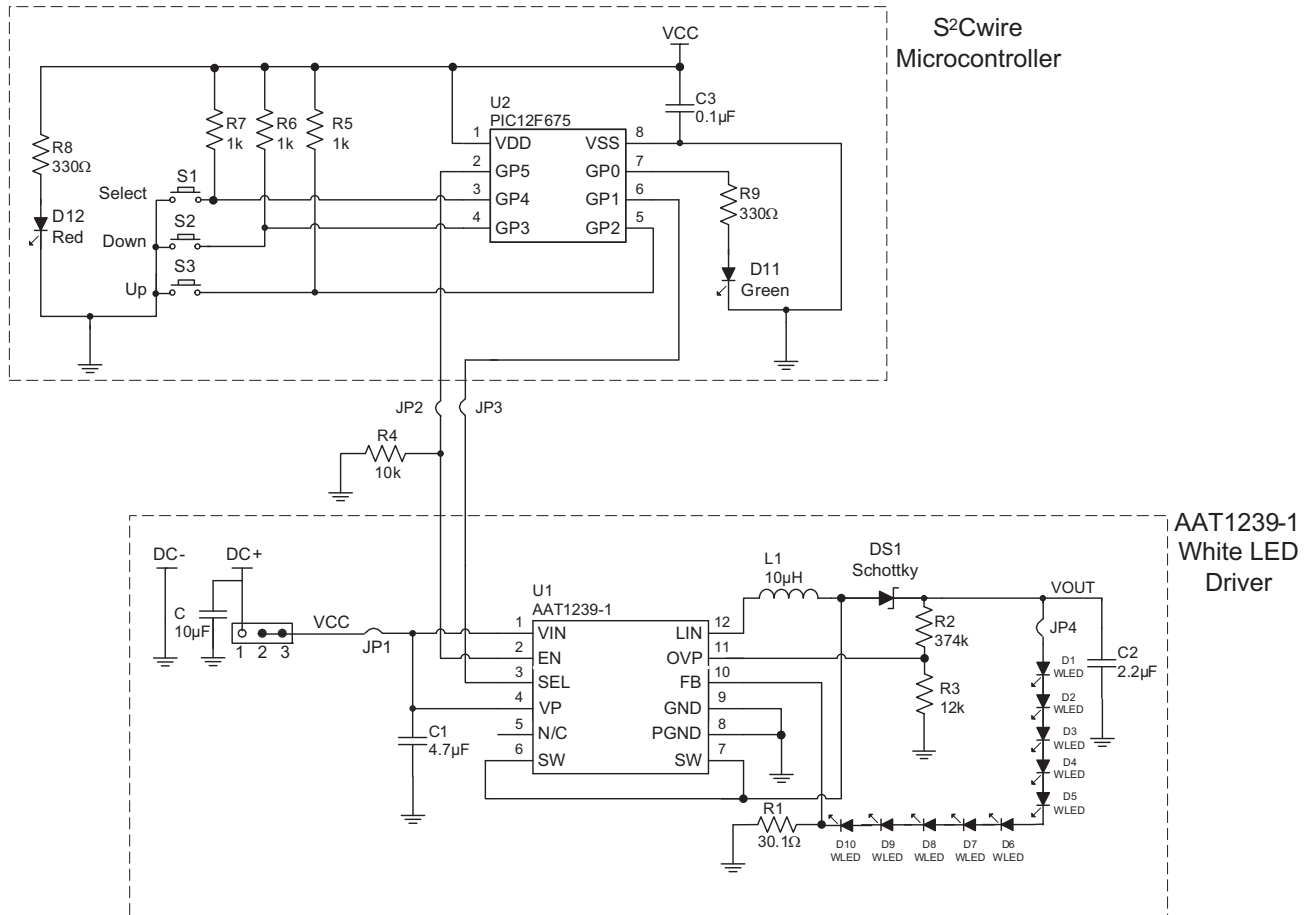 S²Cwire
Microcontroller
VCC
C3
0.1µF
U2
PIC12F675
R7
1k
R6
1k
R5
1k
R8
330Ω
D12
Red
S1
Select
S2
Down
S3
Up
1 VDD VSS 8
2 GP5 GP0 7
3 GP4 GP1 6
4 GP3 GP2 5
R9
330Ω
D11
Green
JP2
JP3
R4
10k
AAT1239-1
White LED
Driver
DC-
DC+
C
10µF
1 2 3
VCC
JP1
C1
4.7µF
U1
AAT1239-1
1 VIN LIN 12
2 EN OVP 11
3 SEL FB 10
4 VP GND 9
5 N/C PGND 8
6 SW SW 7
L1
10µH
DS1
Schottky
VOUT
R2
374k
R3
12k
JP4
C2
2.2µF
D1
WLED
D2
WLED
D3
WLED
D4
WLED
D5
WLED
R1
30.1Ω
D10 D9 D8 D7 D6
WLED WLED WLED WLED WLED